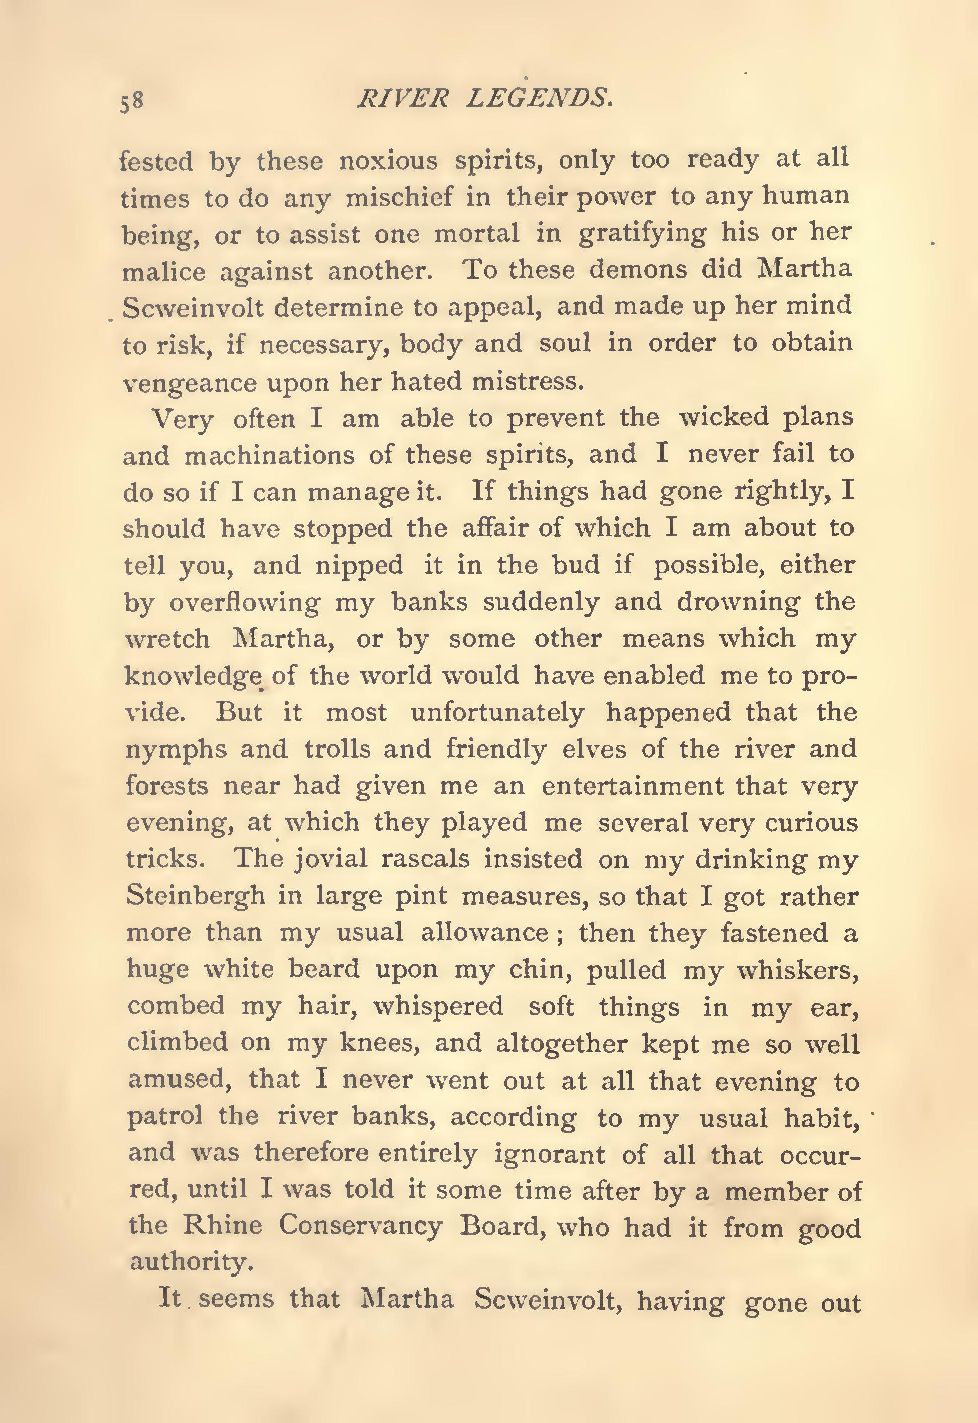 58 RIVER LEGENDS.
fested by these noxious spirits, only too ready at all
times to do any mischief in their power to any human
being, or to assist one mortal in gratifying his or her
malice against another. To these demons did Martha
Scweinvolt determine to appeal, and made up her mind
to risk, if necessary, body and soul in order to obtain
vengeance upon her hated mistress.
Very often I am able to prevent the wicked plans
and machinations of these spirits, and I never fail to
do so if I can manage it. If things had gone rightly, I
should have stopped the affair of which I am about to
tell you, and nipped it in the bud if possible, either
by overflowing my banks suddenly and drowning the
wretch Martha, or by some other means which my
knowledge of the world would have enabled me to pro-
vide. But it most unfortunately happened that the
nymphs and trolls and friendly elves of the river and
forests near had given me an entertainment that very
evening, at which they played me several very curious
tricks. The jovial rascals insisted on my drinking my
Steinbergh in large pint measures, so that I got rather
more than my usual allowance ; then they fastened a
huge white beard upon my chin, pulled my whiskers,
combed my hair, whispered soft things in my ear,
climbed on my knees, and altogether kept me so well
amused, that I never went out at all that evening to
patrol the river banks, according to my usual habit,
and was therefore entirely ignorant of all that occur-
red, until I was told it some time after by a member of
the Rhine Conservancy Board, who had it from good
authority.
It seems that Martha Scweinvolt, having gone out